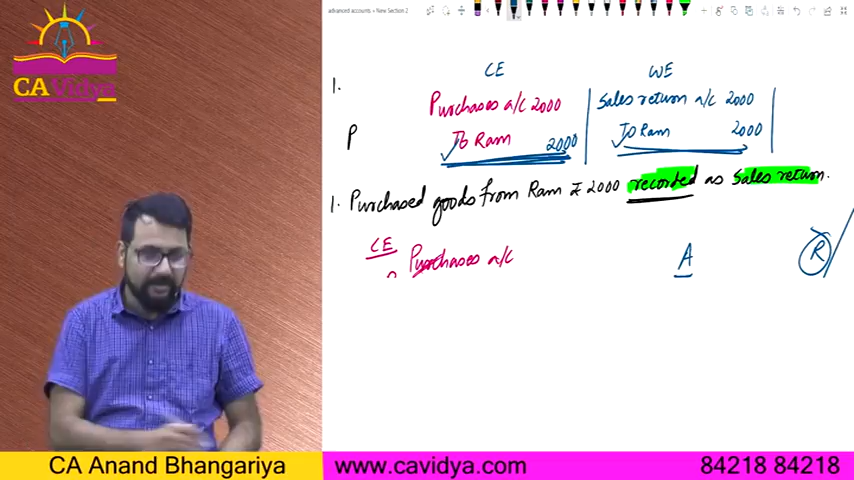 CA Vidya
advanced accounts » New Section 2
CE WE
1.
Purchases a/c 2000 Sales return a/c 2000
P To Ram 2000 To Ram 2000
1. Purchased goods from Ram ₹ 2000 recorded as Sales return.
CE Purchases a/c A R
CA Anand Bhangariya www.cavidya.com 84218 84218